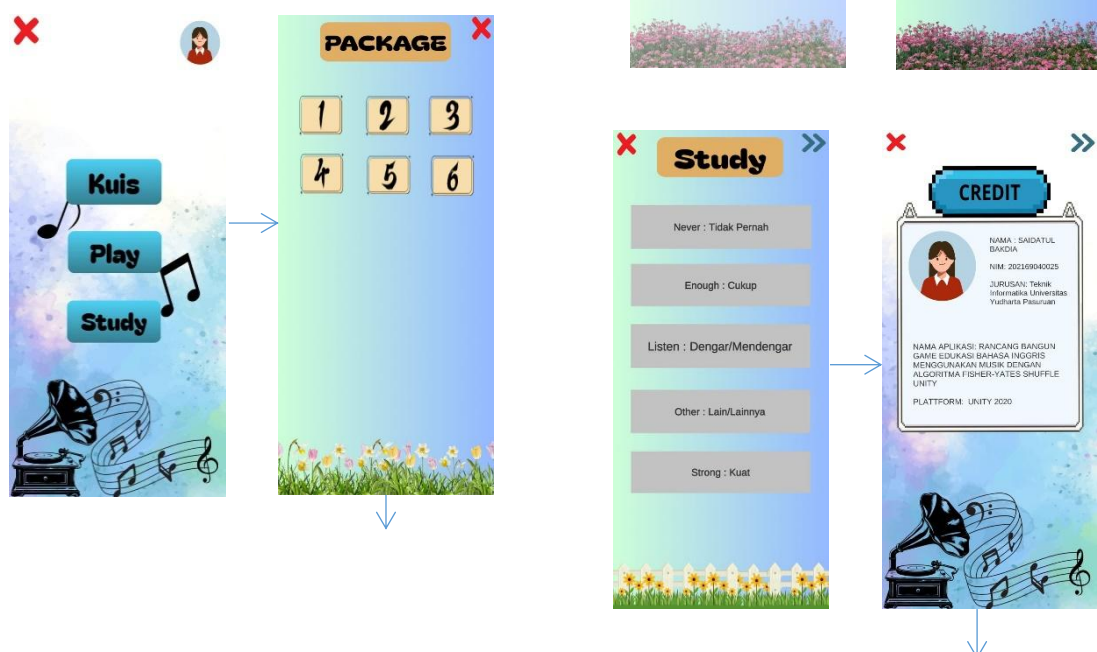 Kuis
Play
Study
PACKAGE
1 2 3
4 5 6
Study
Never : Tidak Pernah
Enough : Cukup
Listen : Dengar/Mendengar
Other : Lain/Lainnya
Strong : Kuat
CREDIT
NAMA : SAIDATUL
BAKDIA
NIM: 202169040025
JURUSAN: Teknik
Informatika Universitas
Yudharta Pasuruan
NAMA APLIKASI: RANCANG BANGUN
GAME EDUKASI BAHASA INGGRIS
MENGGUNAKAN MUSIK DENGAN
ALGORITMA FISHER-YATES SHUFFLE
UNITY
PLATTFORM: UNITY 2020